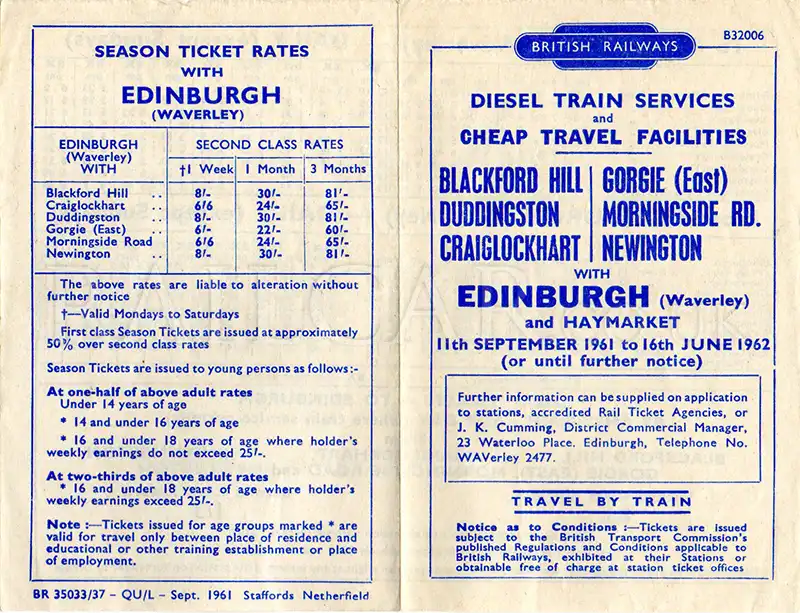 SEASON TICKET RATES
WITH
EDINBURGH
(WAVERLEY)
EDINBURGH
(Waverley)
WITH
SECOND CLASS RATES
†1 Week 1 Month 3 Months
Blackford Hill .. 8/- 30/- 81/-
Craiglockhart .. 6/6 24/- 65/-
Duddingston .. 8/- 30/- 81/-
Gorgie (East) .. 6/- 22/- 60/-
Morningside Road 6/6 24/- 65/-
Newington .. 8/- 30/- 81/-
The above rates are liable to alteration without
further notice
†—Valid Mondays to Saturdays
First class Season Tickets are issued at approximately
50% over second class rates
Season Tickets are issued to young persons as follows:-
At one-half of above adult rates
Under 14 years of age
* 14 and under 16 years of age
* 16 and under 18 years of age where holder's
weekly earnings do not exceed 25/-.
At two-thirds of above adult rates
* 16 and under 18 years of age where holder's
weekly earnings exceed 25/-.
Note :—Tickets issued for age groups marked * are
valid for travel only between place of residence and
educational or other training establishment or place
of employment.
BR 35033/37 - QU/L - Sept. 1961 Staffords Netherfield
B32006
BRITISH RAILWAYS
DIESEL TRAIN SERVICES
and
CHEAP TRAVEL FACILITIES
BLACKFORD HILL GORGIE (East)
DUDDINGSTON MORNINGSIDE RD.
CRAIGLOCKHART NEWINGTON
WITH
EDINBURGH (Waverley)
and HAYMARKET
11th SEPTEMBER 1961 to 16th JUNE 1962
(or until further notice)
Further information can be supplied on application
to stations, accredited Rail Ticket Agencies, or
J. K. Cumming, District Commercial Manager,
23 Waterloo Place. Edinburgh, Telephone No.
WAVerley 2477.
TRAVEL BY TRAIN
Notice as to Conditions :—Tickets are issued
subject to the British Transport Commission's
published Regulations and Conditions applicable to
British Railways, exhibited at their Stations or
obtainable free of charge at station ticket offices